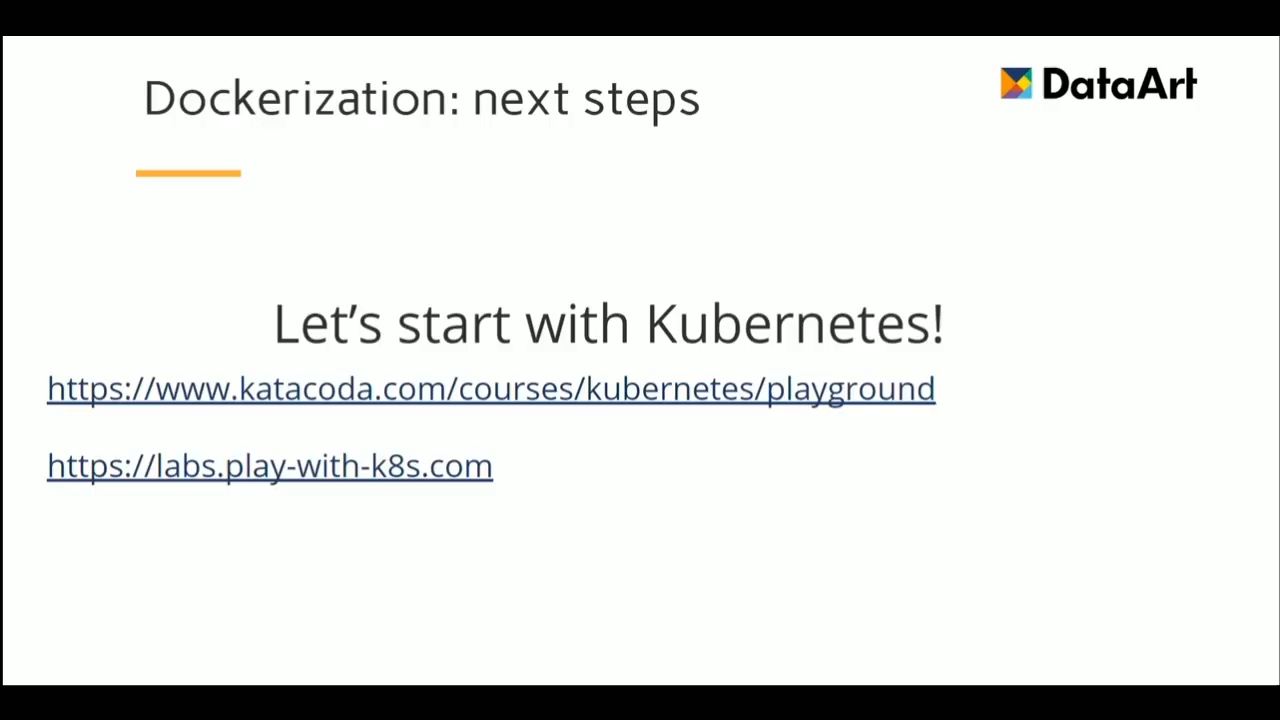 Dockerization: next steps
DataArt
Let’s start with Kubernetes!
https://www.katacoda.com/courses/kubernetes/playground
https://labs.play-with-k8s.com